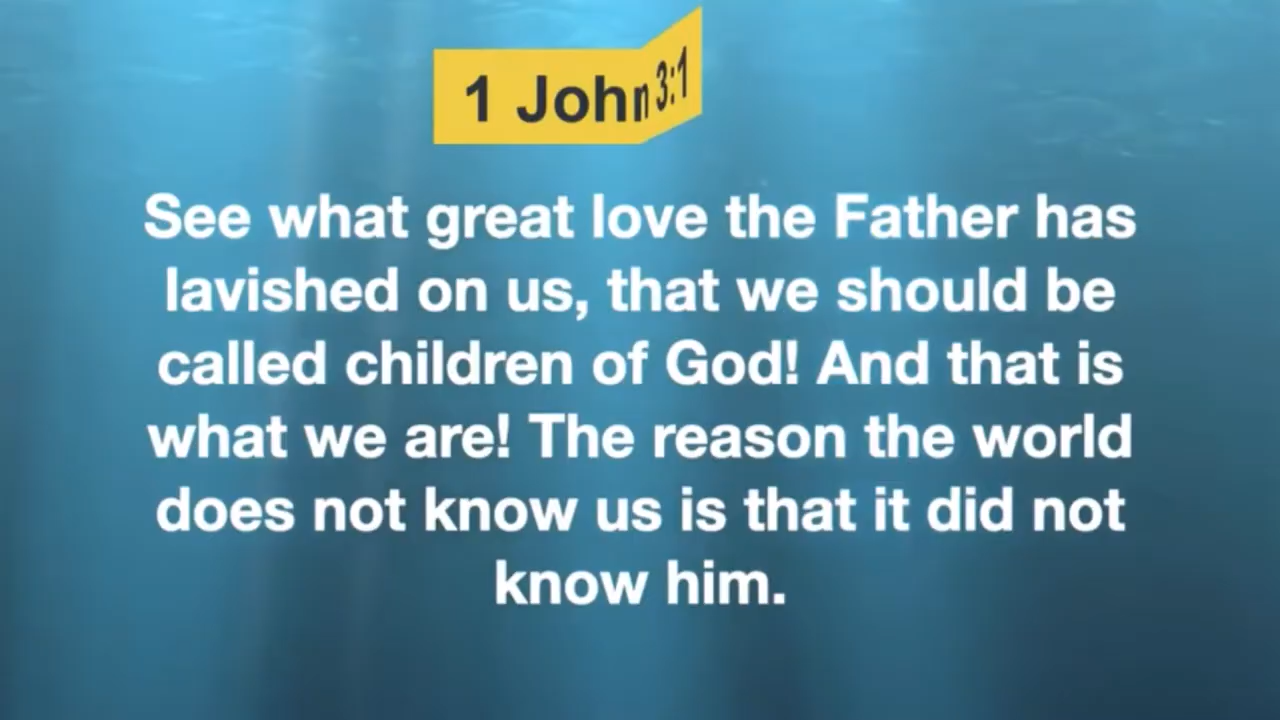 1 John 3:1
See what great love the Father has
lavished on us, that we should be
called children of God! And that is
what we are! The reason the world
does not know us is that it did not
know him.